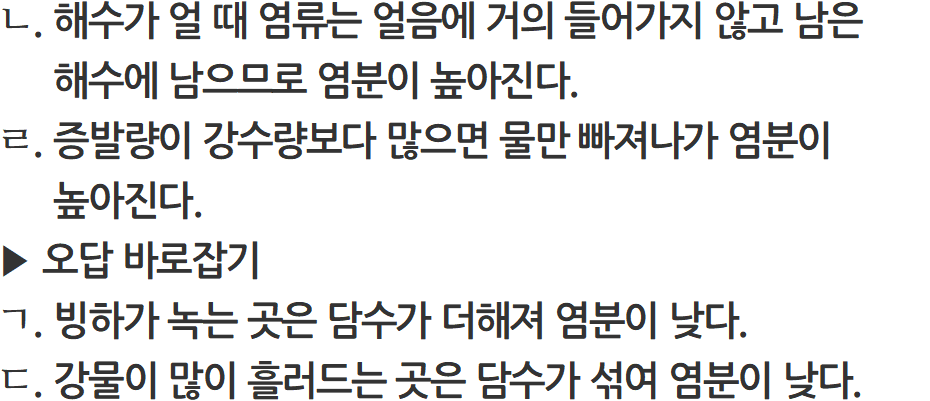 ㄴ. 해수가 얼 때 염류는 얼음에 거의 들어가지 않고 남은
해수에 남으므로 염분이 높아진다.
ㄹ. 증발량이 강수량보다 많으면 물만 빠져나가 염분이
높아진다.
▶ 오답 바로잡기
ㄱ. 빙하가 녹는 곳은 담수가 더해져 염분이 낮다.
ㄷ. 강물이 많이 흘러드는 곳은 담수가 섞여 염분이 낮다.